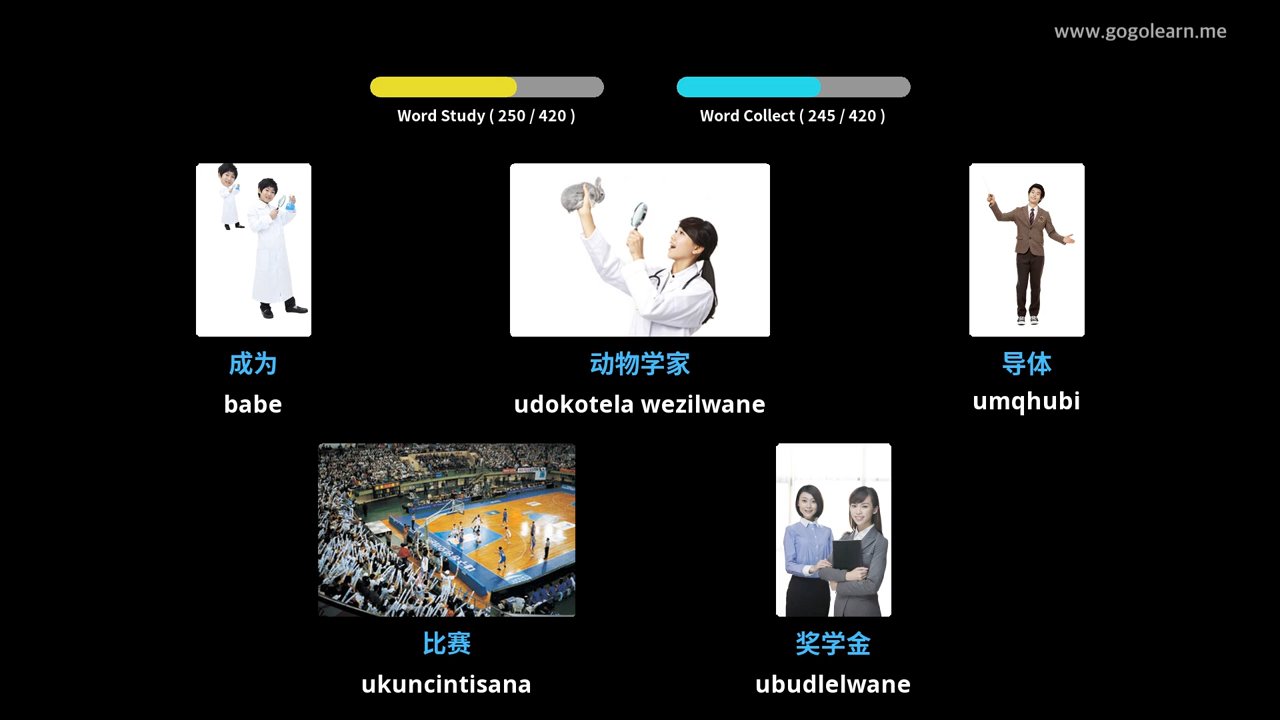 www.gogolearn.me
Word Study ( 250 / 420 )
Word Collect ( 245 / 420 )
成为
动物学家
导体
babe
udokotela wezilwane
umqhubi
比赛
奖学金
ukuncintisana
ubudlelwane